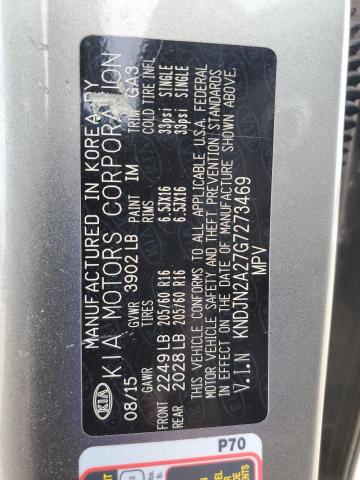 KIA
MANUFACTURED IN KOREA BY
KIA MOTORS CORPORATION
08/15 GVWR 3902 LB PAINT IM TRIM GA3
GAWR TIRES RIMS COLD TIRE INFL
FRONT 2249 LB 205/60 R16 6.5JX16 33psi SINGLE
REAR 2028 LB 205/60 R16 6.5JX16 33psi SINGLE
THIS VEHICLE CONFORMS TO ALL APPLICABLE U.S.A. FEDERAL
MOTOR VEHICLE SAFETY AND THEFT PREVENTION STANDARDS
IN EFFECT ON THE DATE OF MANUFACTURE SHOWN ABOVE.
V.I.N KNDJN2A27G7273469
MPV
P70